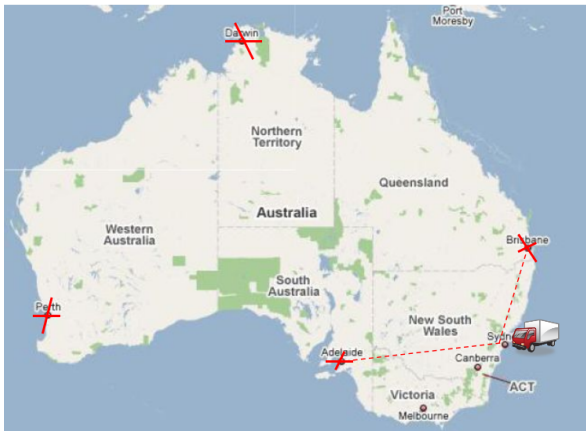 Port
Moresby
Darwin
Northern
Territory
Queensland
Australia
Western
Australia
Brisbane
South
Australia
Perth
New South
Wales
Adelaide
Canberra
ACT
Victoria
Melbourne